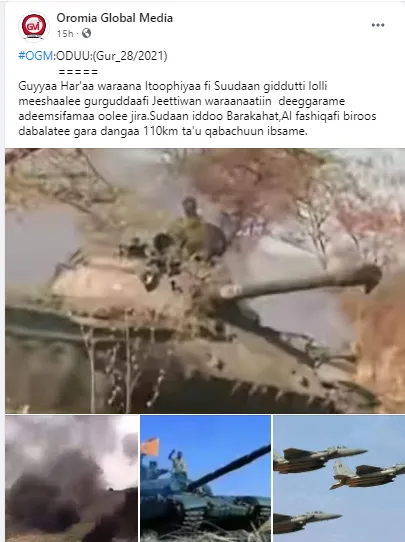 Oromia Global Media
15h ·
#OGM:ODUU:(Gur_28/2021)
=====
Guyyaa Har'aa waraana Itoophiyaa fi Suudaan giddutti lolli
meeshaalee gurguddaafi Jeettiwan waraanaatiin deeggarame
adeemsifamaa oolee jira.Sudaan iddoo Barakahat,Al fashiqafi biroos
dabalatee gara dangaa 110km ta'u qabachuun ibsame.